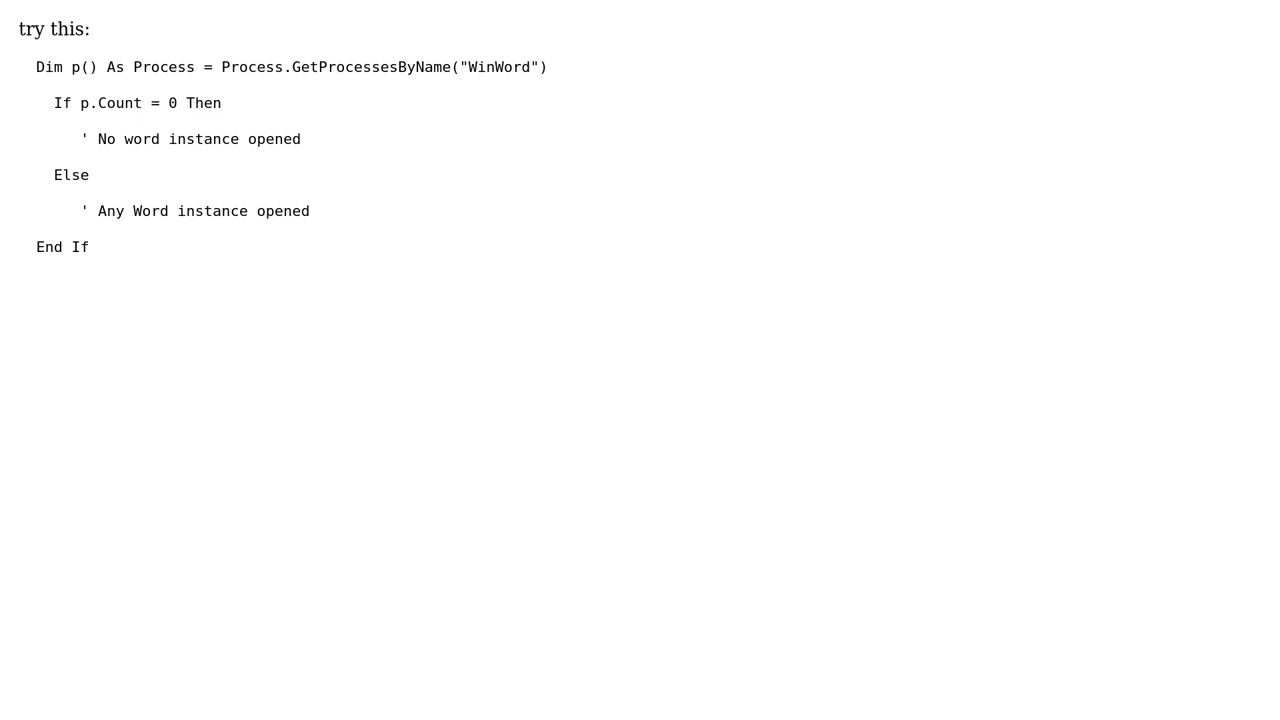 try this:
Dim p() As Process = Process.GetProcessesByName("WinWord")
If p.Count = 0 Then
' No word instance opened
Else
' Any Word instance opened
End If